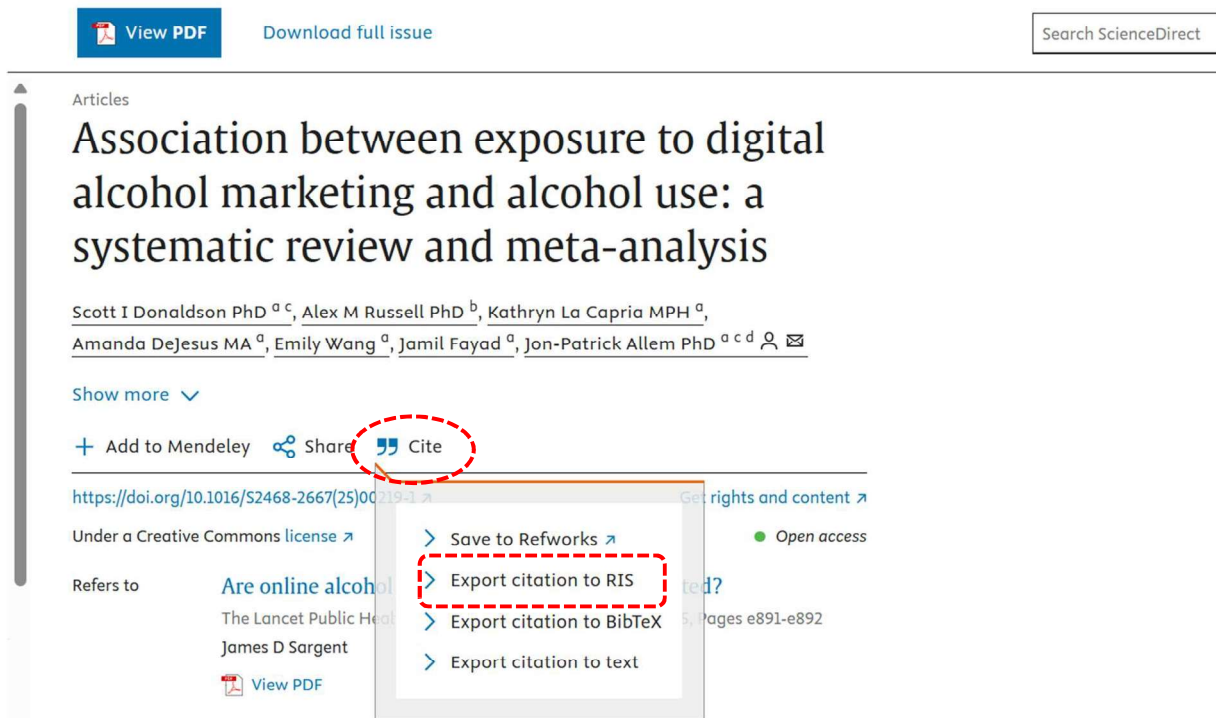 View PDF
Download full issue
Search ScienceDirect
Articles
Association between exposure to digital
alcohol marketing and alcohol use: a
systematic review and meta-analysis
Scott I Donaldson PhD a c, Alex M Russell PhD b, Kathryn La Capria MPH a,
Amanda DeJesus MA a, Emily Wang a, Jamil Fayad a, Jon-Patrick Allem PhD a c d
Show more
Add to Mendeley Share Cite
https://doi.org/10.1016/S2468-2667(25)00219-1 Get rights and content
Under a Creative Commons license Open access
Save to Refworks
Export citation to RIS
Export citation to BibTeX
Export citation to text
Refers to
Are online alcohol
The Lancet Public Pages e891-e892
James D Sargent
View PDF